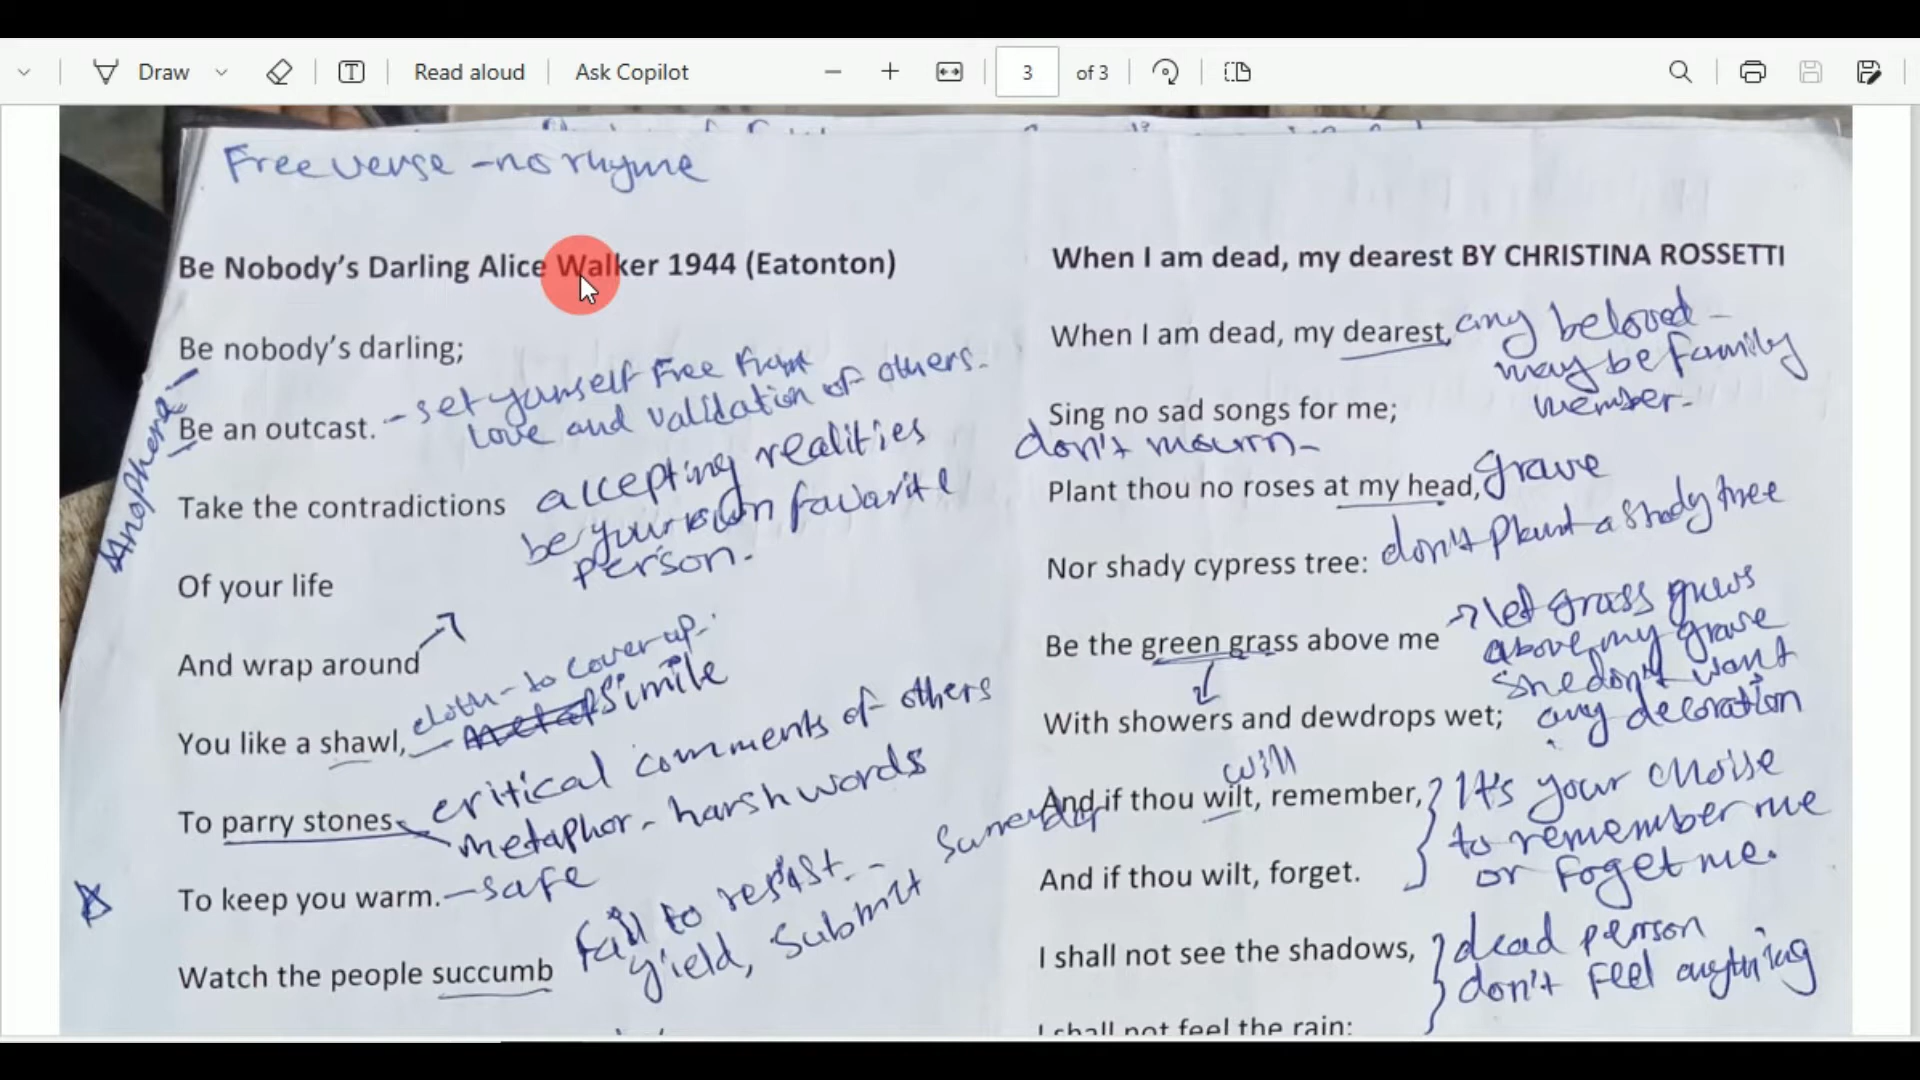 Draw
Read aloud
Ask Copilot
3
of 3
Free verse - no rhyme
Be Nobody's Darling Alice Walker 1944 (Eatonton)
Be nobody's darling;
Be an outcast. - set yourself Free from
love and validation of others.
Anaphera
Take the contradictions accepting realities
be your own favorite
person.
Of your life
And wrap around
You like a shawl, cloth - to cover up.
Simile
To parry stones critical comments of others
metaphor - harsh words
To keep you warm. - safe
Watch the people succumb fail to resist. - Surrender
yield, Submit
When I am dead, my dearest BY CHRISTINA ROSSETTI
When I am dead, my dearest, any beloved -
may be family
member -
Sing no sad songs for me;
don't mourn -
Plant thou no roses at my head, grave
Nor shady cypress tree: don't plant a shady tree
Be the green grass above me → let grass grows
above my grave
she don't want
With showers and dewdrops wet; any decoration
will
And if thou wilt, remember, It's your choise
to remember me
And if thou wilt, forget. or foget me.
I shall not see the shadows, dead person
don't feel anything
I shall not feel the rain: